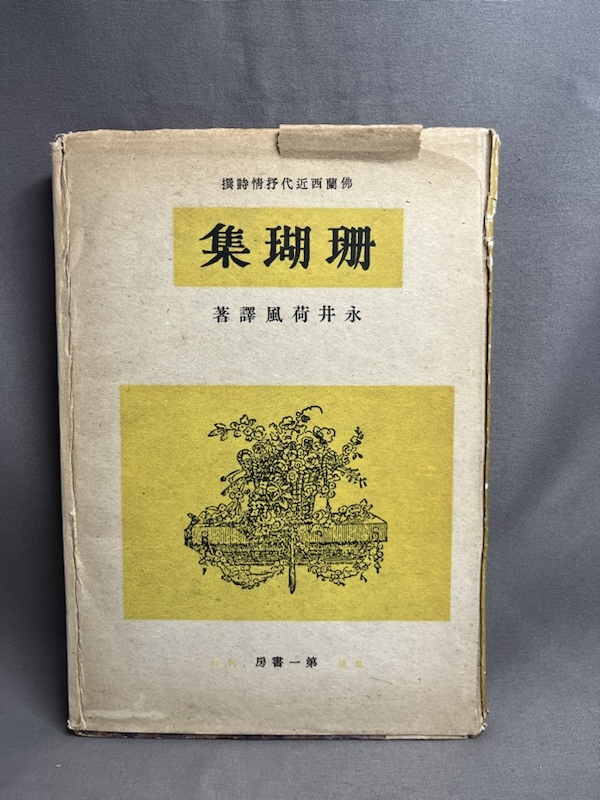 佛蘭西近代抒情詩撰
珊瑚集
永井荷風譯著
第一書房